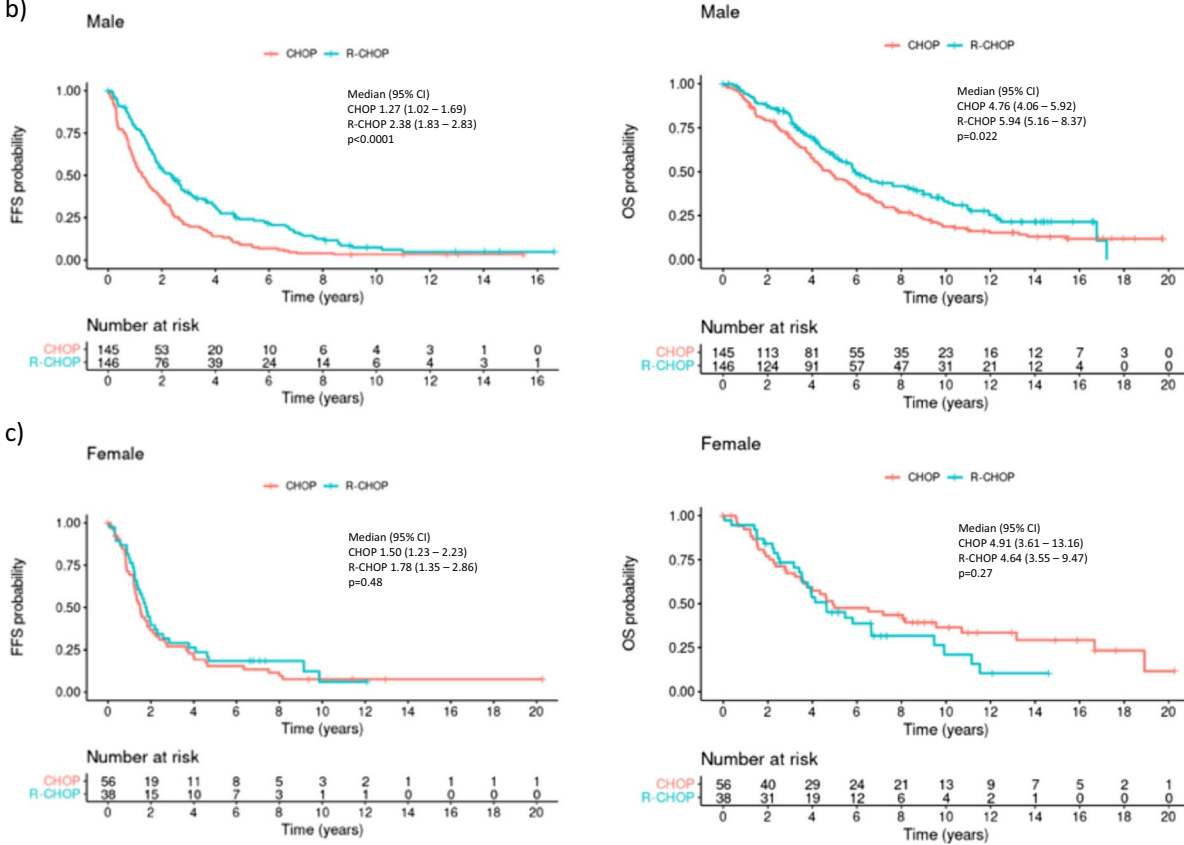 b)
Male
CHOP R-CHOP
Median (95% CI)
CHOP 1.27 (1.02 – 1.69)
R-CHOP 2.38 (1.83 – 2.83)
p<0.0001
FFS probability
1.00
0.75
0.50
0.25
0.00
0 2 4 6 8 10 12 14 16
Time (years)
Number at risk
CHOP 145 53 20 10 6 4 3 1 0
R-CHOP 146 76 39 24 14 6 4 3 1
0 2 4 6 8 10 12 14 16
Time (years)
Male
CHOP R-CHOP
Median (95% CI)
CHOP 4.76 (4.06 – 5.92)
R-CHOP 5.94 (5.16 – 8.37)
p=0.022
OS probability
1.00
0.75
0.50
0.25
0.00
0 2 4 6 8 10 12 14 16 18 20
Time (years)
Number at risk
CHOP 145 113 81 55 35 23 16 12 7 3 0
R-CHOP 146 124 91 57 47 31 21 12 4 0 0
0 2 4 6 8 10 12 14 16 18 20
Time (years)
c)
Female
CHOP R-CHOP
Median (95% CI)
CHOP 1.50 (1.23 – 2.23)
R-CHOP 1.78 (1.35 – 2.86)
p=0.48
FFS probability
1.00
0.75
0.50
0.25
0.00
0 2 4 6 8 10 12 14 16 18 20
Time (years)
Number at risk
CHOP 56 19 11 8 5 3 2 1 1 1 1
R-CHOP 38 15 10 7 3 1 1 0 0 0 0
0 2 4 6 8 10 12 14 16 18 20
Time (years)
Female
CHOP R-CHOP
Median (95% CI)
CHOP 4.91 (3.61 – 13.16)
R-CHOP 4.64 (3.55 – 9.47)
p=0.27
OS probability
1.00
0.75
0.50
0.25
0.00
0 2 4 6 8 10 12 14 16 18 20
Time (years)
Number at risk
CHOP 56 40 29 24 21 13 9 7 5 2 1
R-CHOP 38 31 19 12 6 4 2 1 0 0 0
0 2 4 6 8 10 12 14 16 18 20
Time (years)